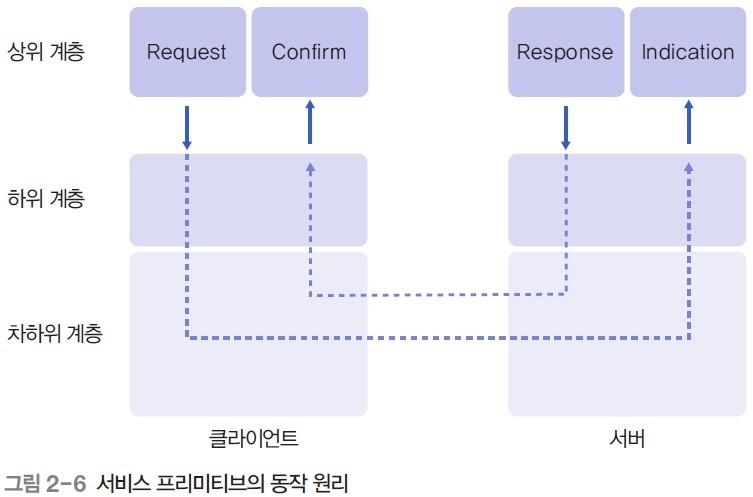 상위 계층
Request
Confirm
Response
Indication
하위 계층
차하위 계층
클라이언트
서버
그림 2-6 서비스 프리미티브의 동작 원리